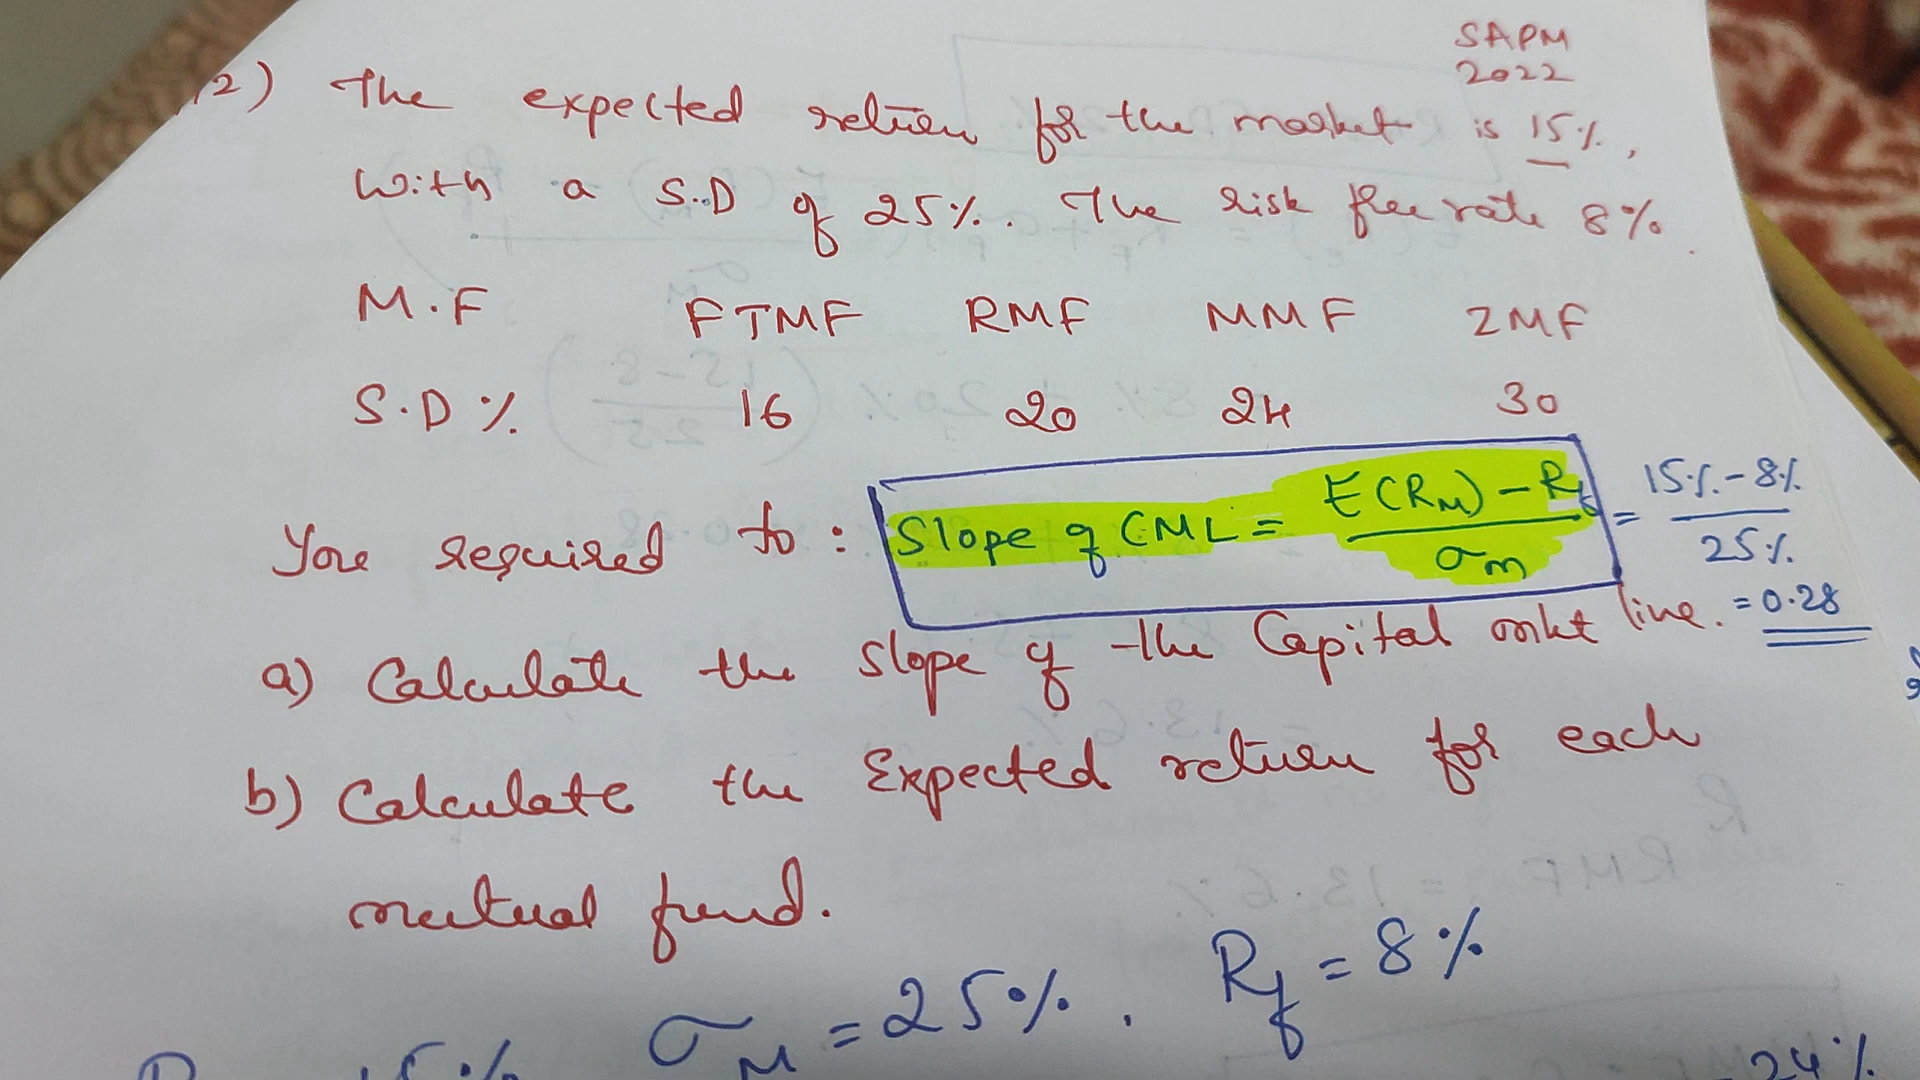 SAPM
2022
12) The expected return for the market is 15%,
with a S.D of 25%. The risk free rate 8%.
M.F FTMF RMF MMF ZMF
S.D % 16 20 24 30
You required to: Slope of CML = E(RM) - Rf / σm = 15% - 8% / 25%
= 0.28
a) Calculate the slope of the Capital mkt line.
b) Calculate the Expected return for each
mutual fund.
σM = 25%. Rf = 8%
24%